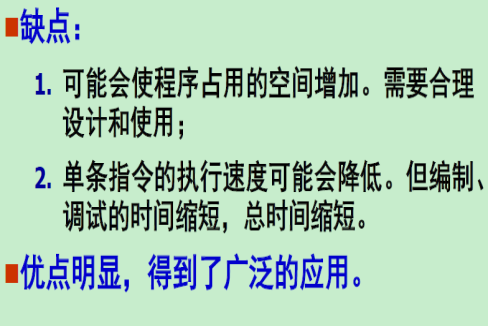 ■缺点：
1. 可能会使程序占用的空间增加。需要合理
设计和使用；
2. 单条指令的执行速度可能会降低。但编制、
调试的时间缩短，总时间缩短。
■优点明显，得到了广泛的应用。